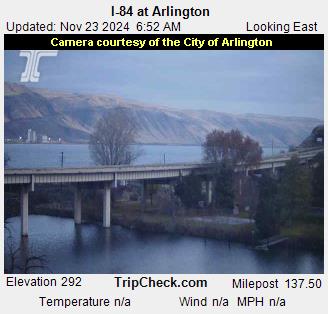 I-84 at Arlington
Updated: Nov 23 2024 6:52 AM Looking East
Camera courtesy of the City of Arlington
Elevation 292 TripCheck.com Milepost 137.50
Temperature n/a Wind n/a MPH n/a